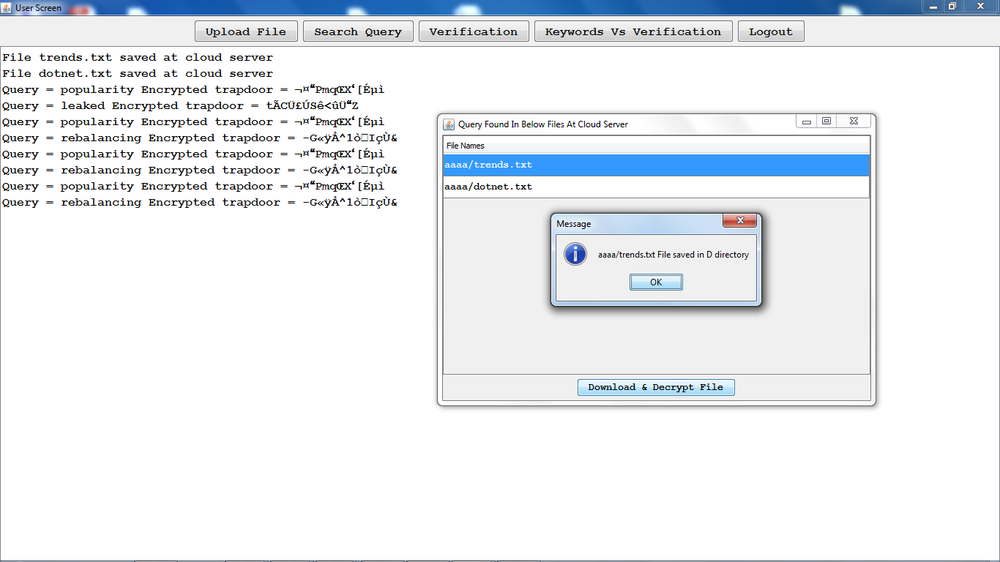 User Screen
Upload File
Search Query
Verification
Keywords Vs Verification
Logout
File trends.txt saved at cloud server
File dotnet.txt saved at cloud server
Query = popularity Encrypted trapdoor = ¬¤“PmqŒX‘[Éµì
Query = leaked Encrypted trapdoor = tÃCÜ£ÚSê<ûÜ“Z
Query = popularity Encrypted trapdoor = ¬¤“PmqŒX‘[Éµì
Query = rebalancing Encrypted trapdoor = -G«ÿÅ^1ò□IçÙ&
Query = popularity Encrypted trapdoor = ¬¤“PmqŒX‘[Éµì
Query = rebalancing Encrypted trapdoor = -G«ÿÅ^1ò□IçÙ&
Query = popularity Encrypted trapdoor = ¬¤“PmqŒX‘[Éµì
Query = rebalancing Encrypted trapdoor = -G«ÿÅ^1ò□IçÙ&
Query Found In Below Files At Cloud Server
File Names
aaaa/trends.txt
aaaa/dotnet.txt
Message
aaaa/trends.txt File saved in D directory
OK
Download & Decrypt File